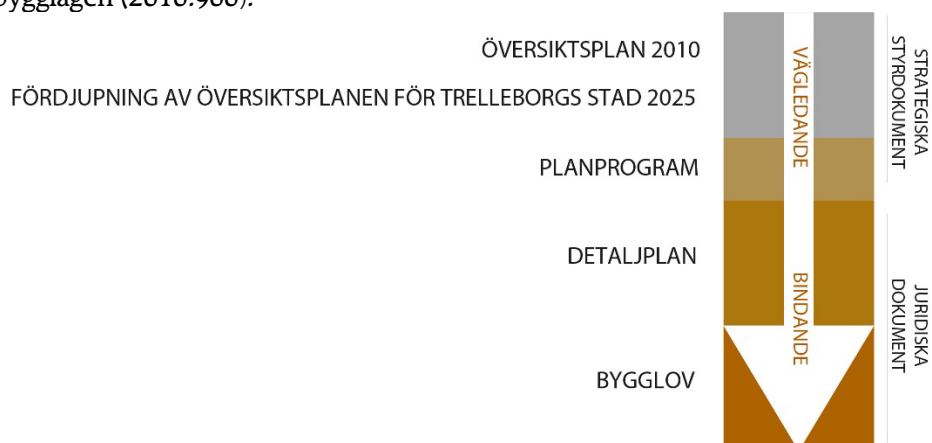 ÖVERSIKTSPLAN 2010
FÖRDJUPNING AV ÖVERSIKTSPLANEN FÖR TRELLEBORGS STAD 2025
PLANPROGRAM
DETALJPLAN
BYGGLOV
VÄGLEDANDE
BINDANDE
STRATEGISKA
STYRDOKUMENT
JURIDISKA
DOKUMENT